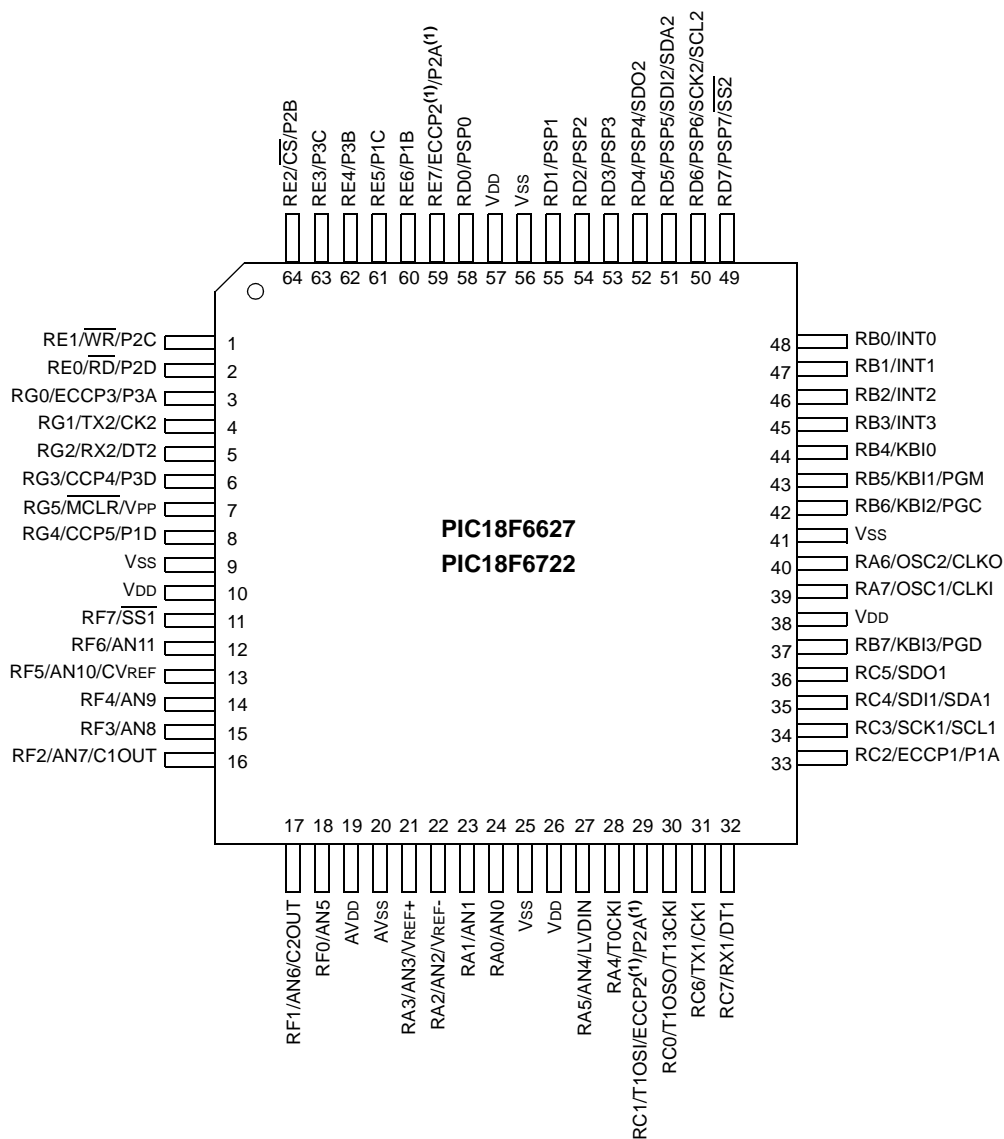 RE2/CS/P2B
RE3/P3C
RE4/P3B
RE5/P1C
RE6/P1B
RE7/ECCP2(1)/P2A(1)
RD0/PSP0
VDD
VSS
RD1/PSP1
RD2/PSP2
RD3/PSP3
RD4/PSP4/SDO2
RD5/PSP5/SDI2/SDA2
RD6/PSP6/SCK2/SCL2
RD7/PSP7/SS2
64 63 62 61 60 59 58 57 56 55 54 53 52 51 50 49
RE1/WR/P2C 1
RE0/RD/P2D 2
RG0/ECCP3/P3A 3
RG1/TX2/CK2 4
RG2/RX2/DT2 5
RG3/CCP4/P3D 6
RG5/MCLR/VPP 7
RG4/CCP5/P1D 8
VSS 9
VDD 10
RF7/SS1 11
RF6/AN11 12
RF5/AN10/CVREF 13
RF4/AN9 14
RF3/AN8 15
RF2/AN7/C1OUT 16
PIC18F6627
PIC18F6722
48 RB0/INT0
47 RB1/INT1
46 RB2/INT2
45 RB3/INT3
44 RB4/KBI0
43 RB5/KBI1/PGM
42 RB6/KBI2/PGC
41 VSS
40 RA6/OSC2/CLKO
39 RA7/OSC1/CLKI
38 VDD
37 RB7/KBI3/PGD
36 RC5/SDO1
35 RC4/SDI1/SDA1
34 RC3/SCK1/SCL1
33 RC2/ECCP1/P1A
17 18 19 20 21 22 23 24 25 26 27 28 29 30 31 32
RF1/AN6/C2OUT
RF0/AN5
AVDD
AVSS
RA3/AN3/VREF+
RA2/AN2/VREF-
RA1/AN1
RA0/AN0
VSS
VDD
RA5/AN4/LVDIN
RA4/T0CKI
RC1/T1OSI/ECCP2(1)/P2A(1)
RC0/T1OSO/T13CKI
RC6/TX1/CK1
RC7/RX1/DT1